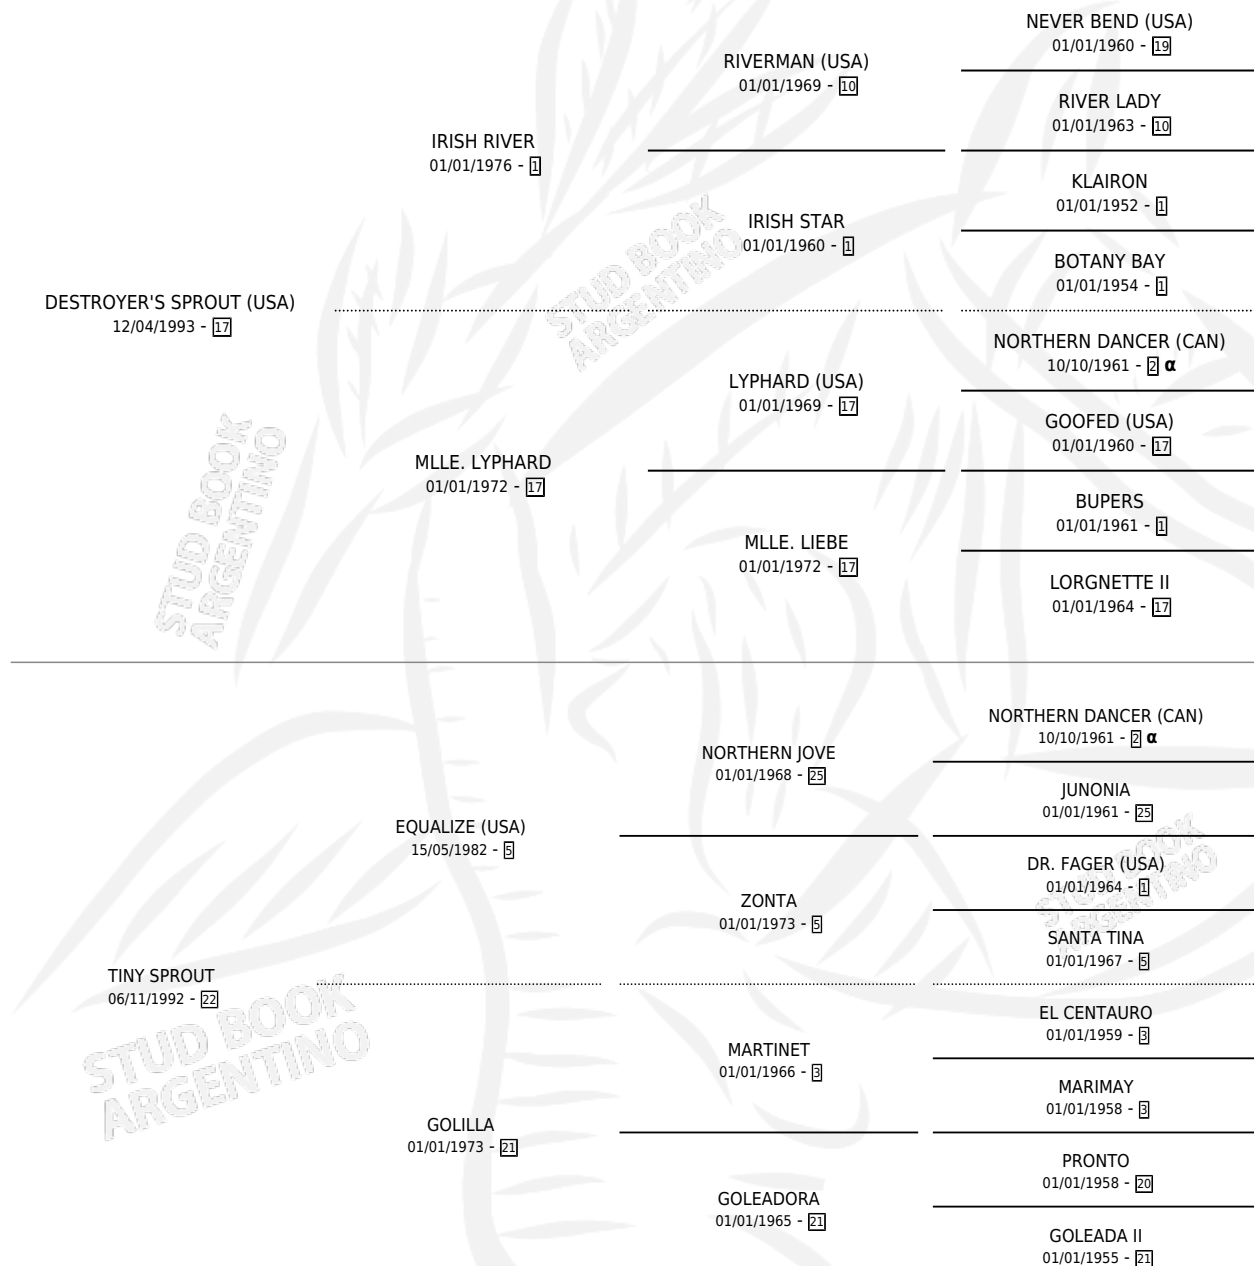 NEVER BEND (USA)
01/01/1960 - 19
RIVERMAN (USA)
01/01/1969 - 10
RIVER LADY
01/01/1963 - 10
IRISH RIVER
01/01/1976 - 1
KLAIRON
01/01/1952 - 1
IRISH STAR
01/01/1960 - 1
BOTANY BAY
01/01/1954 - 1
DESTROYER'S SPROUT (USA)
12/04/1993 - 17
NORTHERN DANCER (CAN)
10/10/1961 - 2 α
LYPHARD (USA)
01/01/1969 - 17
GOOFED (USA)
01/01/1960 - 17
MLLE. LYPHARD
01/01/1972 - 17
BUPERS
01/01/1961 - 1
MLLE. LIEBE
01/01/1972 - 17
LORGNETTE II
01/01/1964 - 17
NORTHERN DANCER (CAN)
10/10/1961 - 2 α
NORTHERN JOVE
01/01/1968 - 25
JUNONIA
01/01/1961 - 25
EQUALIZE (USA)
15/05/1982 - 5
DR. FAGER (USA)
01/01/1964 - 1
ZONTA
01/01/1973 - 5
SANTA TINA
01/01/1967 - 5
TINY SPROUT
06/11/1992 - 22
EL CENTAURO
01/01/1959 - 3
MARTINET
01/01/1966 - 3
MARIMAY
01/01/1958 - 3
GOLILLA
01/01/1973 - 21
PRONTO
01/01/1958 - 20
GOLEADORA
01/01/1965 - 21
GOLEADA II
01/01/1955 - 21
STUD BOOK
ARGENTINO
STUD BOOK
ARGENTINO
STUD BOOK
ARGENTINO
STUD BOOK
ARGENTINO